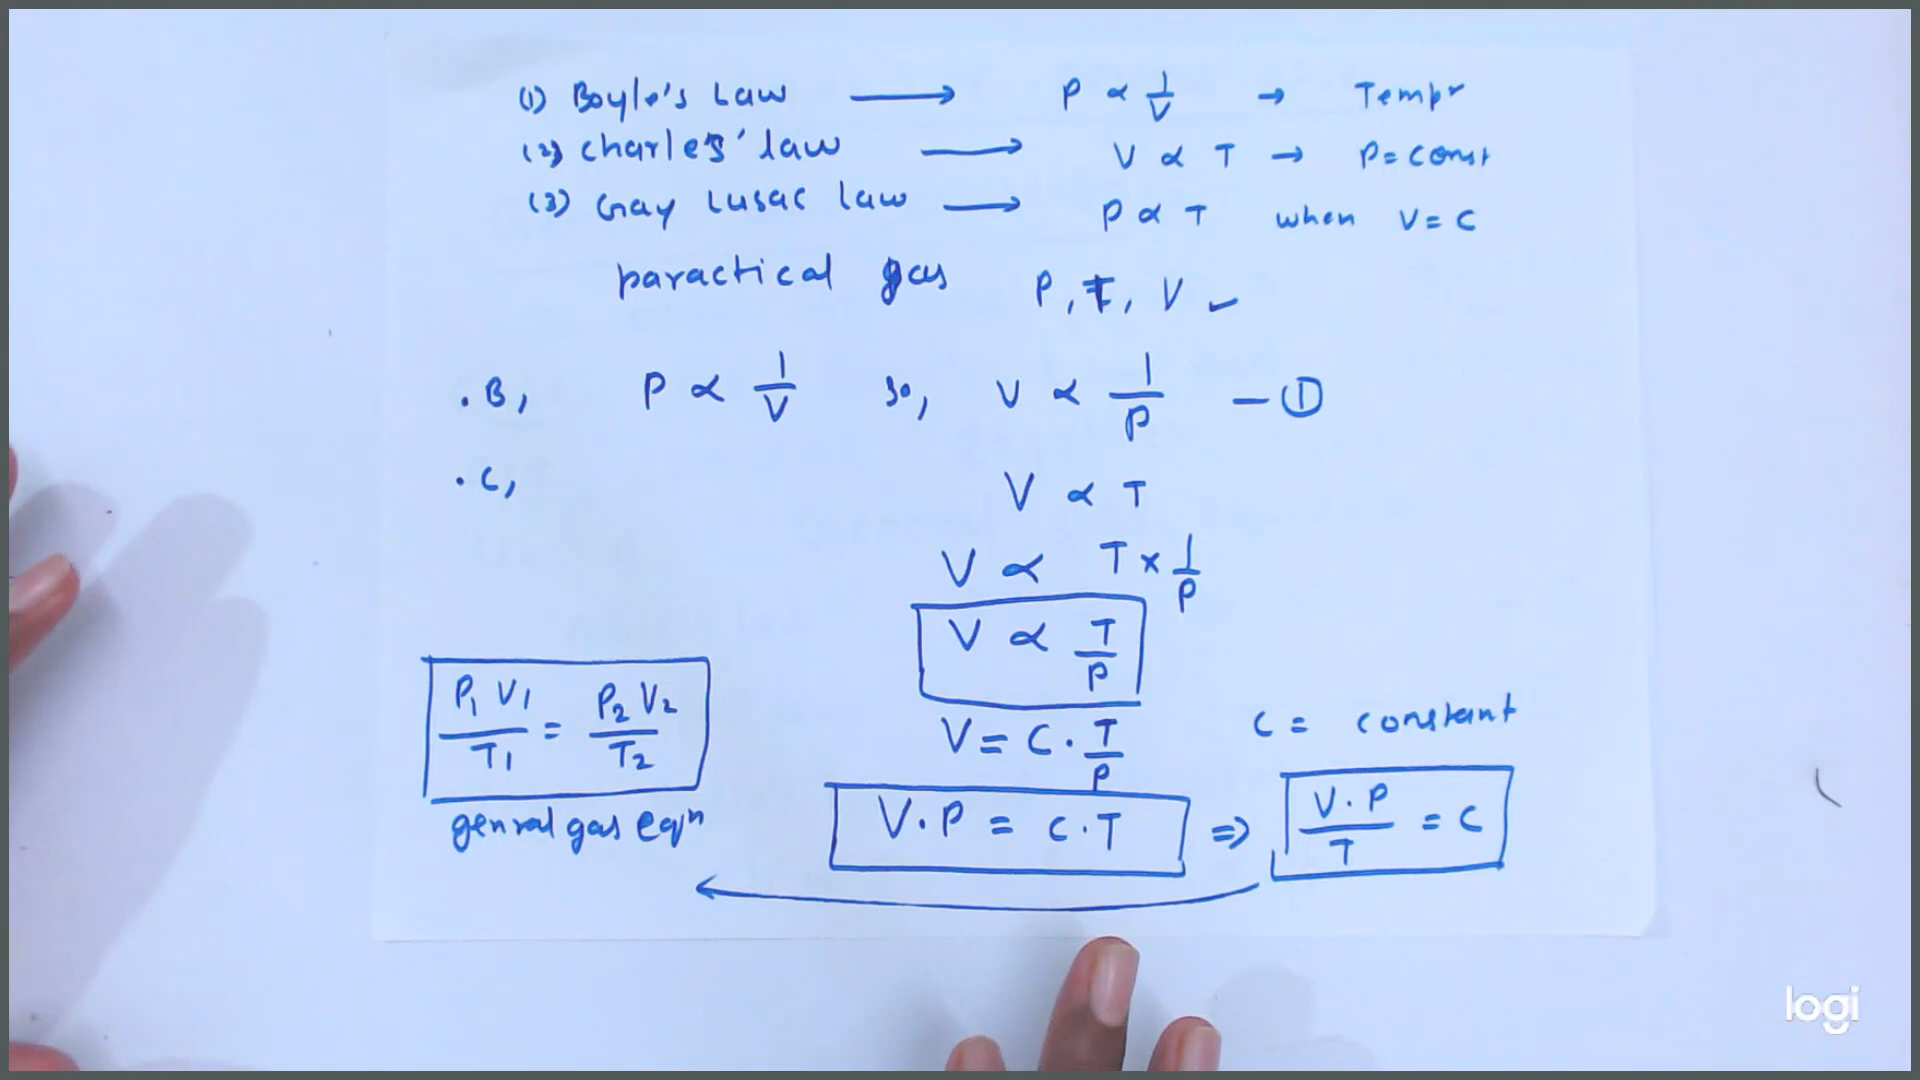 (1) Boyle's Law → P ∝ 1/V → Tempr
(2) Charles' law → V ∝ T → P = const
(3) Gay Lusac law → P ∝ T when V = C
paractical gas P, T, V
. B, P ∝ 1/V so, V ∝ 1/P - ①
. C, V ∝ T
V ∝ T × 1/P
V ∝ T/P
V = C · T/P C = constant
V · P = C · T ⇒ V · P / T = C
P1 V1 / T1 = P2 V2 / T2
genral gas eqn
logi